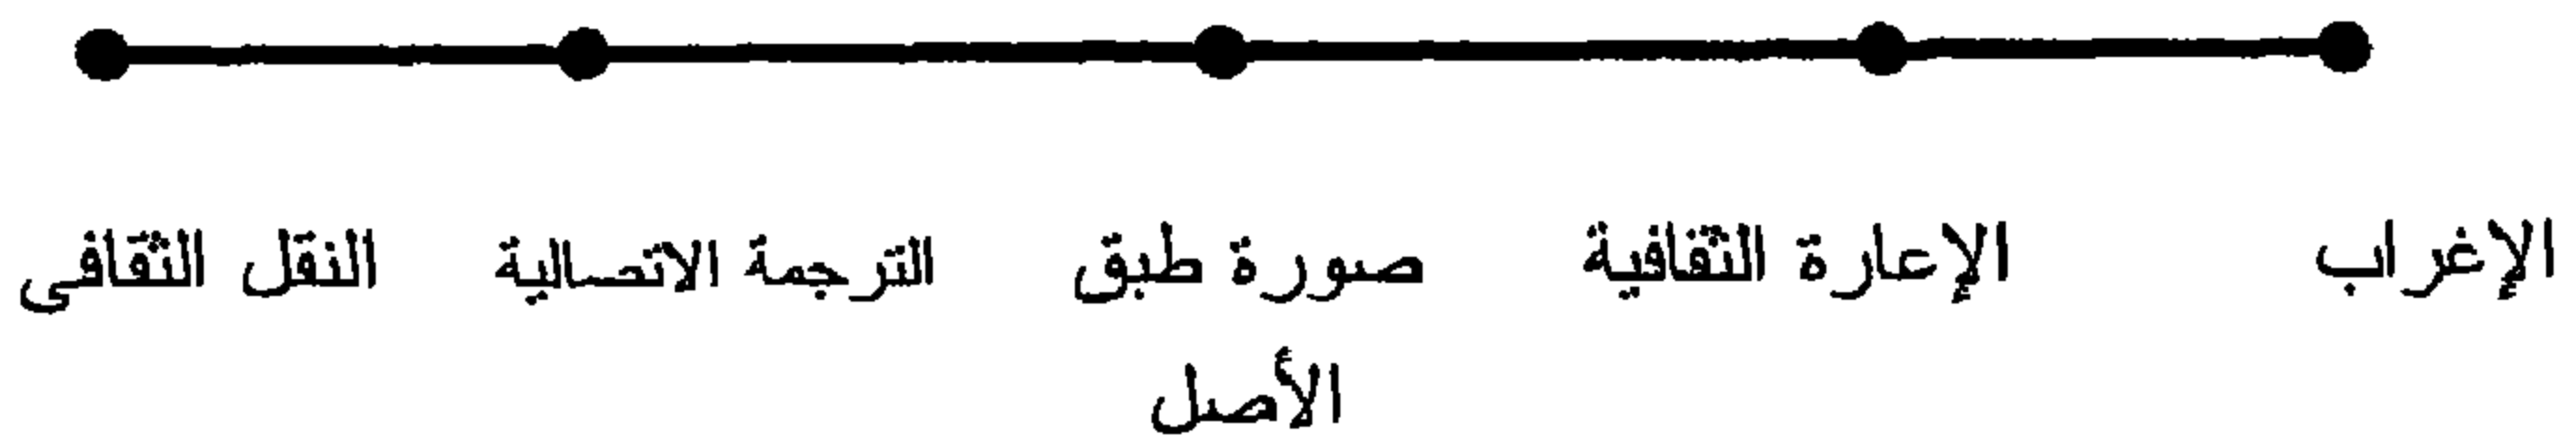 الإغراب
الإعارة الثقافية
صورة طبق
الأصل
الترجمة الاتصالية
النقل الثقافى